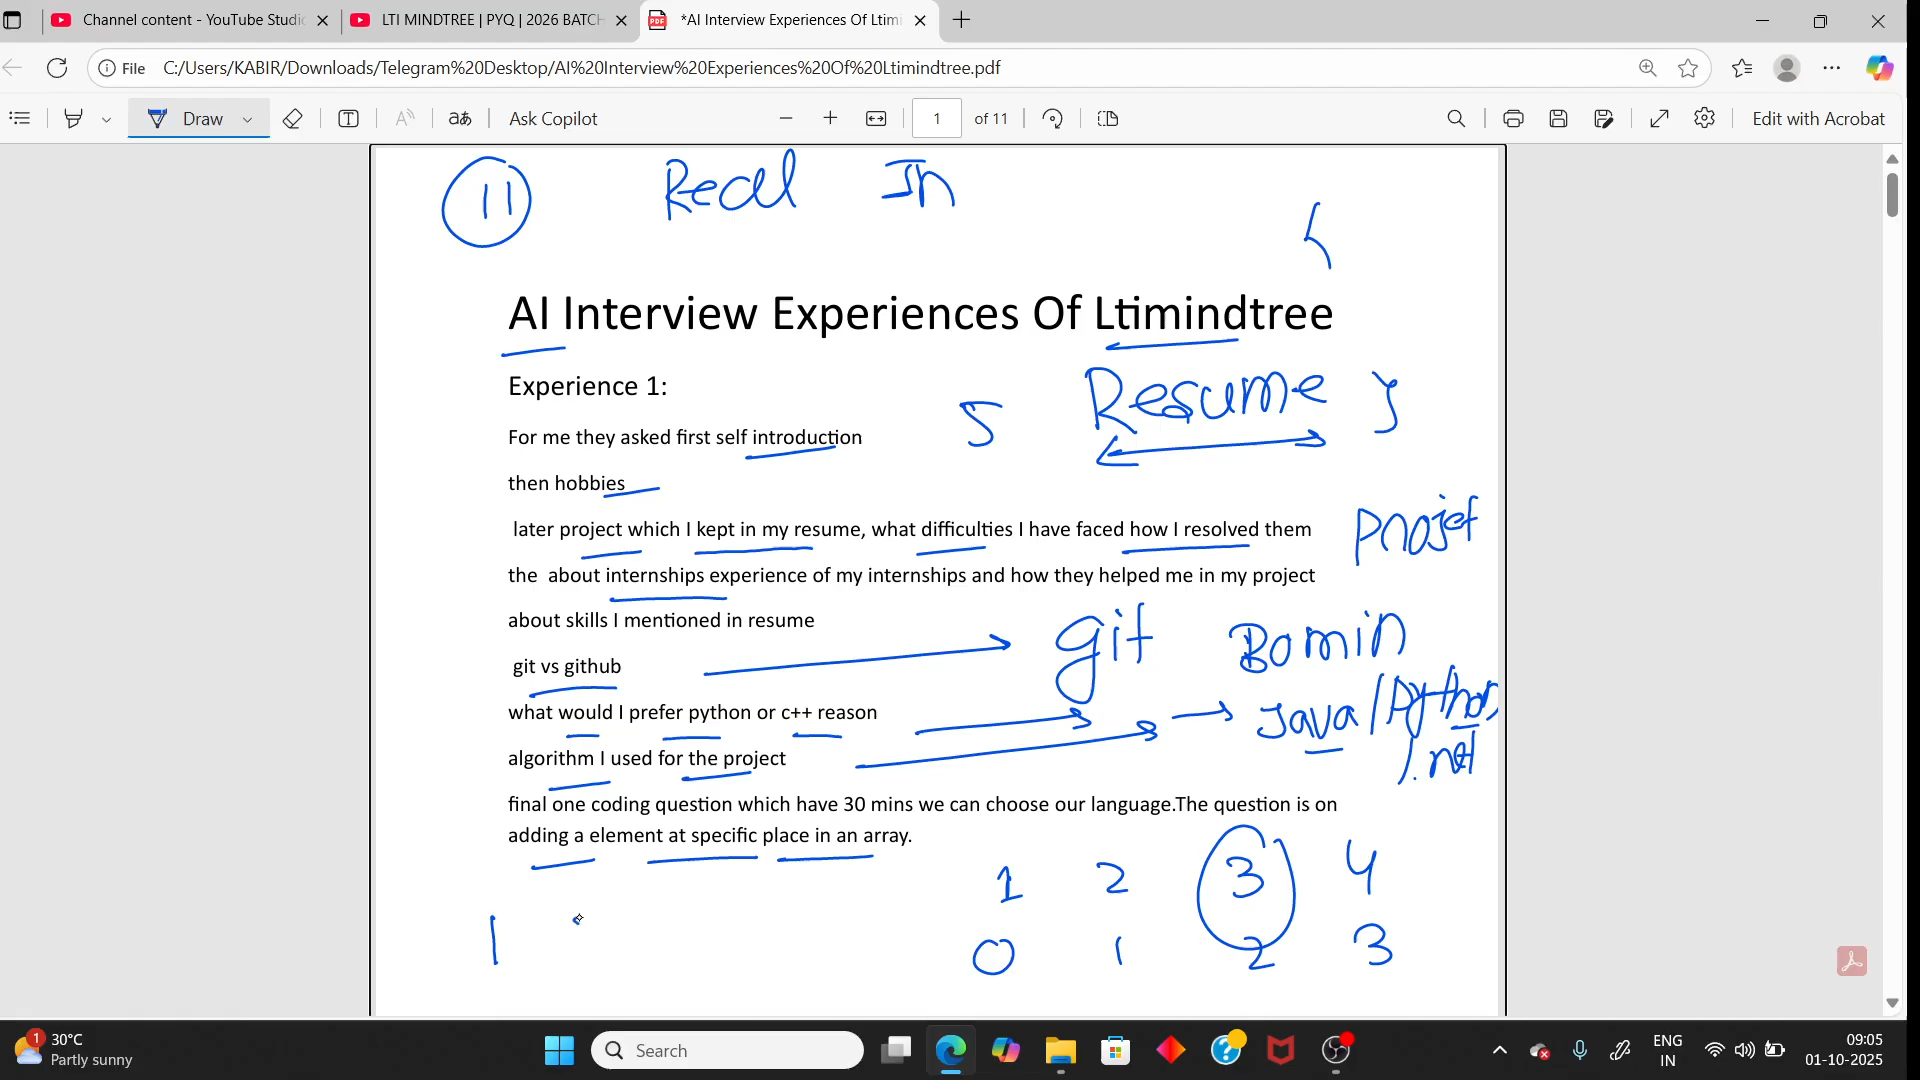 Channel content - YouTube Studio
LTI MINDTREE | PYQ | 2026 BATCH
*AI Interview Experiences Of Ltimi
File C:/Users/KABIR/Downloads/Telegram%20Desktop/AI%20Interview%20Experiences%20Of%20Ltimindtree.pdf
Draw
Ask Copilot
1 of 11
Edit with Acrobat
11 Real In
AI Interview Experiences Of Ltimindtree
Experience 1:
S Resume
For me they asked first self introduction
then hobbies
later project which I kept in my resume, what difficulties I have faced how I resolved them
Projet
the about internships experience of my internships and how they helped me in my project
about skills I mentioned in resume
git Bomin
git vs github
what would I prefer python or c++ reason
Java/Python
/.net
algorithm I used for the project
final one coding question which have 30 mins we can choose our language.The question is on
adding a element at specific place in an array.
1 2 3 4
1
0 1 2 3
1
30°C
Partly sunny
Search
ENG
IN
09:05
01-10-2025